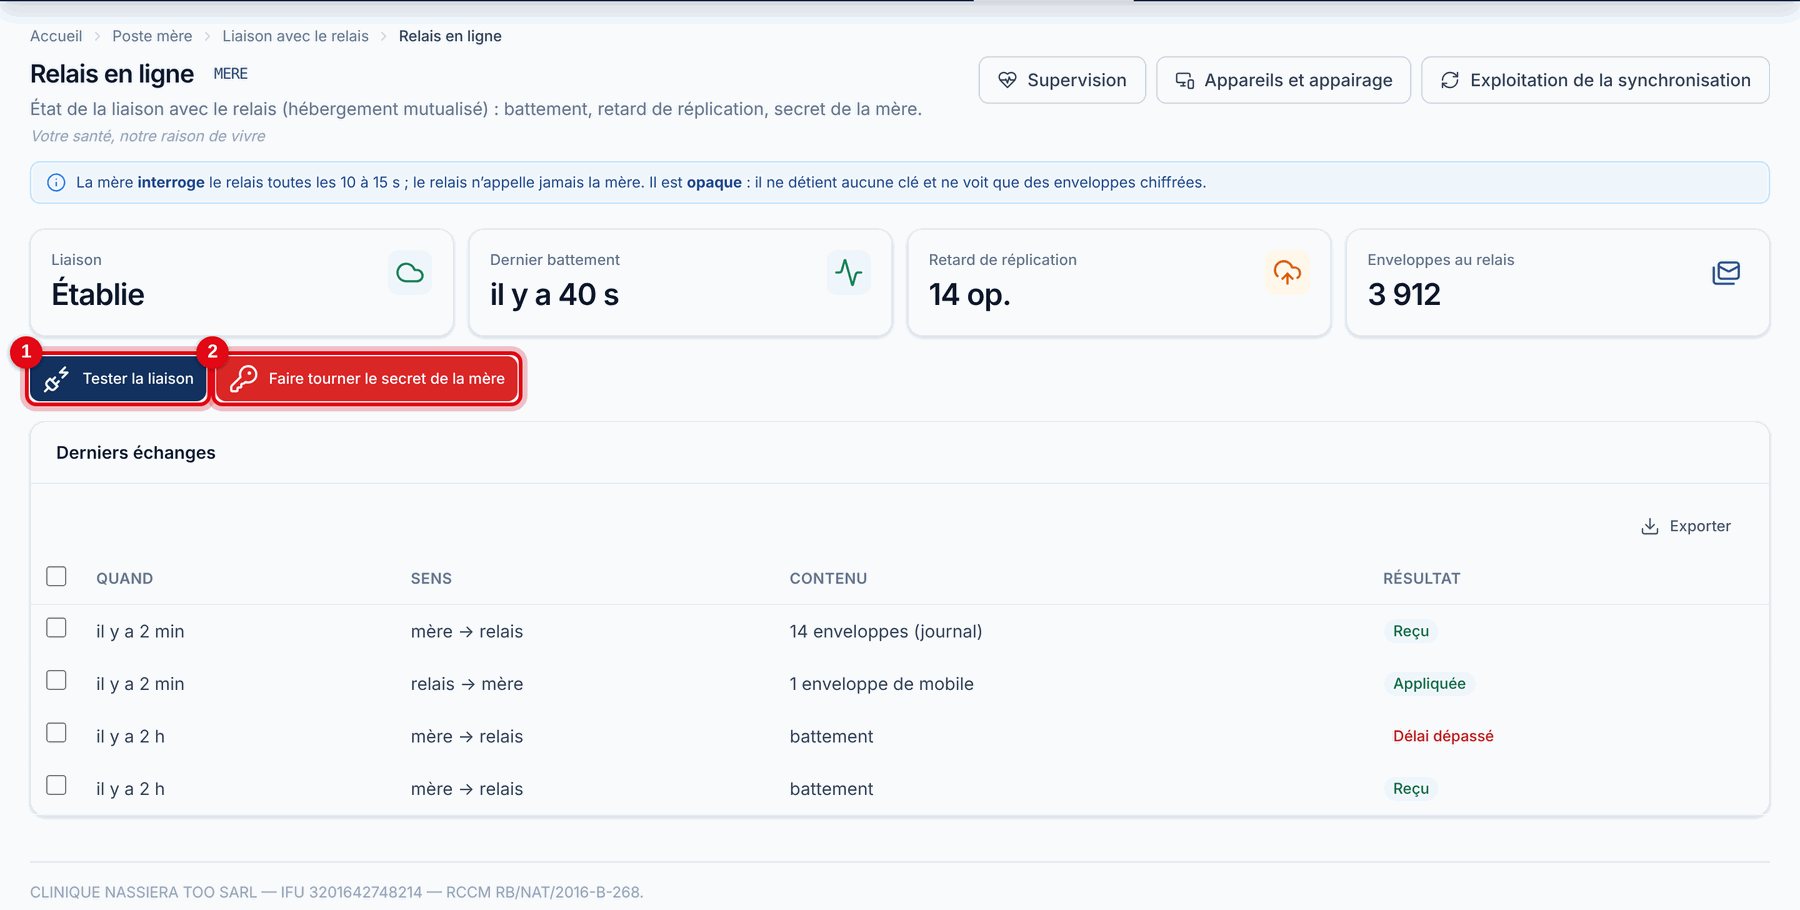 Accueil > Poste mère > Liaison avec le relais > Relais en ligne
Relais en ligne MERE
État de la liaison avec le relais (hébergement mutualisé) : battement, retard de réplication, secret de la mère.
Votre santé, notre raison de vivre
Supervision
Appareils et appairage
Exploitation de la synchronisation
La mère interroge le relais toutes les 10 à 15 s ; le relais n’appelle jamais la mère. Il est opaque : il ne détient aucune clé et ne voit que des enveloppes chiffrées.
Liaison
Établie
Dernier battement
il y a 40 s
Retard de réplication
14 op.
Enveloppes au relais
3 912
1 Tester la liaison
2 Faire tourner le secret de la mère
Derniers échanges
Exporter
QUAND SENS CONTENU RÉSULTAT
il y a 2 min mère → relais 14 enveloppes (journal) Reçu
il y a 2 min relais → mère 1 enveloppe de mobile Appliquée
il y a 2 h mère → relais battement Délai dépassé
il y a 2 h mère → relais battement Reçu
CLINIQUE NASSIERA TOO SARL — IFU 3201642748214 — RCCM RB/NAT/2016-B-268.